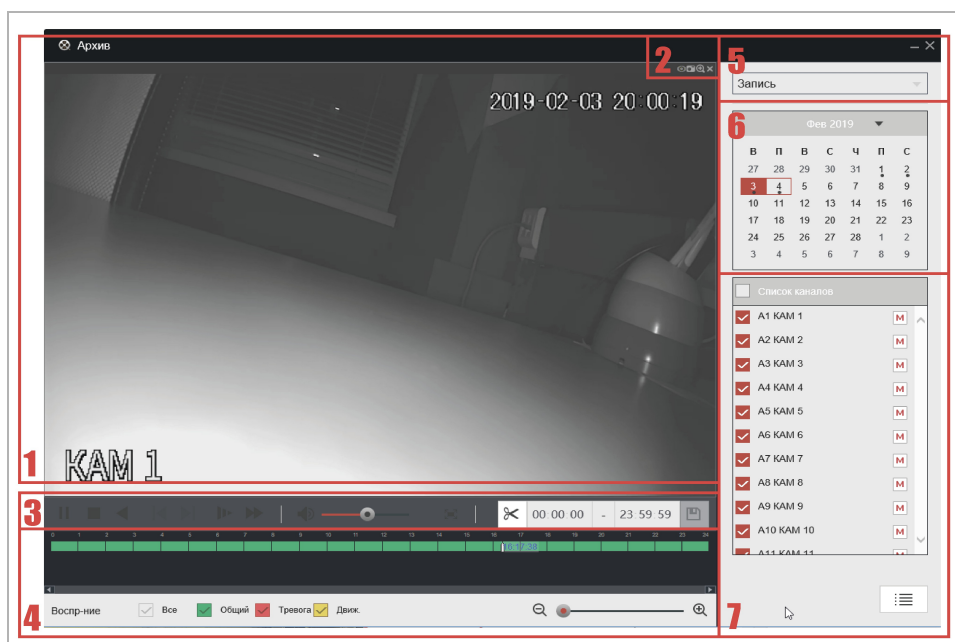 Архив
2
5
Запись
2019-02-03 20:00:19
6
Фев 2019
В П В С Ч П С
27 28 29 30 31 1 2
3 4 5 6 7 8 9
10 11 12 13 14 15 16
17 18 19 20 21 22 23
24 25 26 27 28 1 2
3 4 5 6 7 8 9
Список каналов
A1 КАМ 1 M
A2 КАМ 2 M
A3 КАМ 3 M
A4 КАМ 4 M
A5 КАМ 5 M
A6 КАМ 6 M
A7 КАМ 7 M
A8 КАМ 8 M
A9 КАМ 9 M
A10 КАМ 10 M
A11 КАМ 11 M
1
КАМ 1
3
00 00 00 - 23 59 59
0 1 2 3 4 5 6 7 8 9 10 11 12 13 14 15 16 17 18 19 20 21 22 23 24
16:17:38
4
Воспр-ние Все Общий Тревога Движ.
7